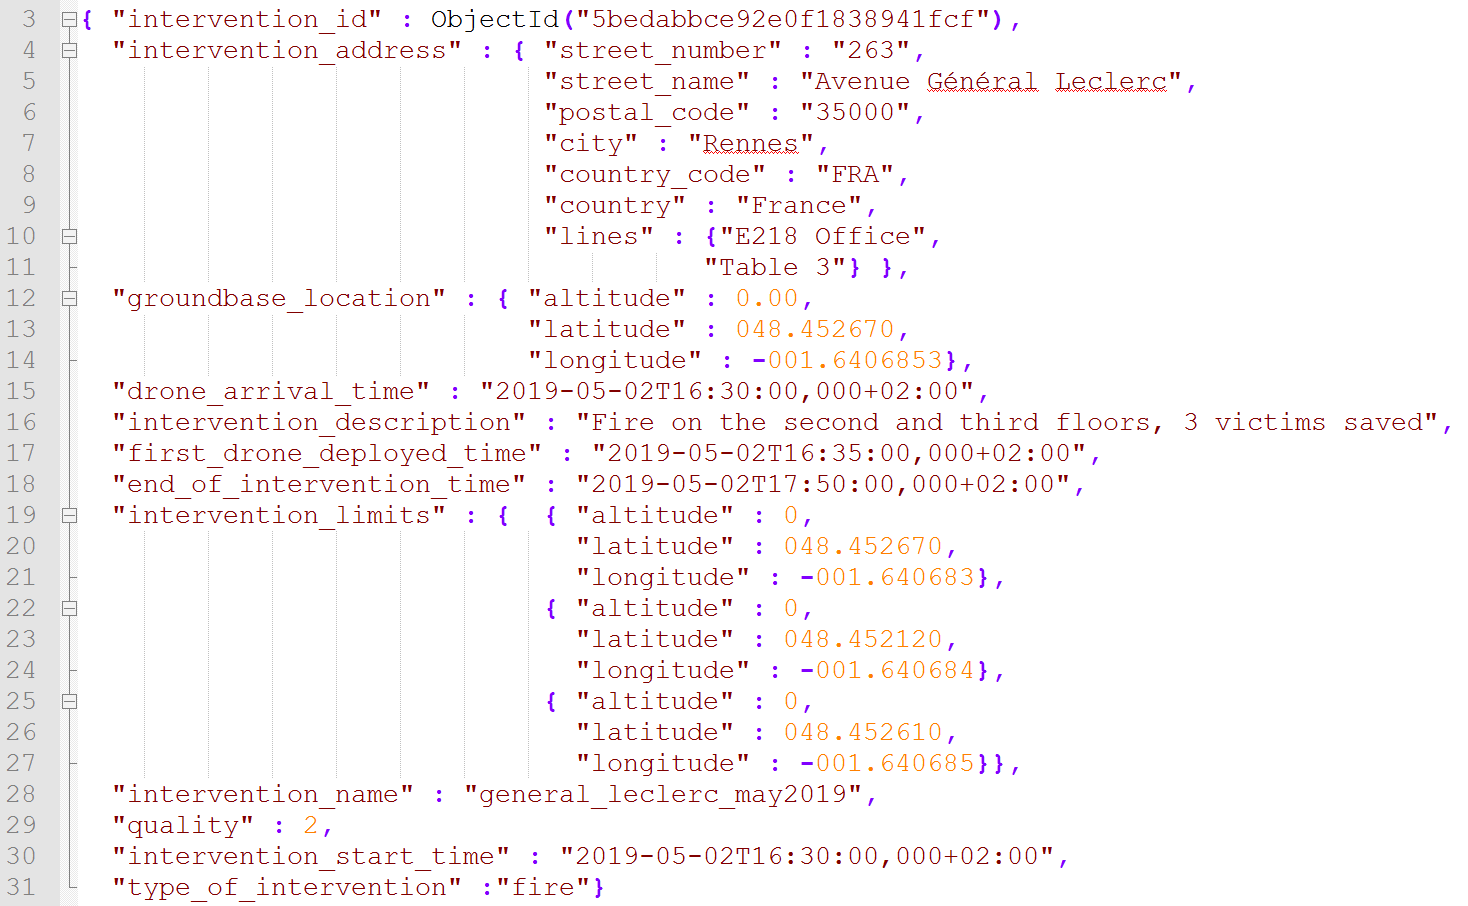 3 { "intervention_id" : ObjectId("5bedabbce92e0f1838941fcf"),
4 "intervention_address" : { "street_number" : "263",
5 "street_name" : "Avenue Général Leclerc",
6 "postal_code" : "35000",
7 "city" : "Rennes",
8 "country_code" : "FRA",
9 "country" : "France",
10 "lines" : {"E218 Office",
11 "Table 3"} },
12 "groundbase_location" : { "altitude" : 0.00,
13 "latitude" : 048.452670,
14 "longitude" : -001.6406853},
15 "drone_arrival_time" : "2019-05-02T16:30:00,000+02:00",
16 "intervention_description" : "Fire on the second and third floors, 3 victims saved",
17 "first_drone_deployed_time" : "2019-05-02T16:35:00,000+02:00",
18 "end_of_intervention_time" : "2019-05-02T17:50:00,000+02:00",
19 "intervention_limits" : { { "altitude" : 0,
20 "latitude" : 048.452670,
21 "longitude" : -001.640683},
22 { "altitude" : 0,
23 "latitude" : 048.452120,
24 "longitude" : -001.640684},
25 { "altitude" : 0,
26 "latitude" : 048.452610,
27 "longitude" : -001.640685}},
28 "intervention_name" : "general_leclerc_may2019",
29 "quality" : 2,
30 "intervention_start_time" : "2019-05-02T16:30:00,000+02:00",
31 "type_of_intervention" :"fire"}